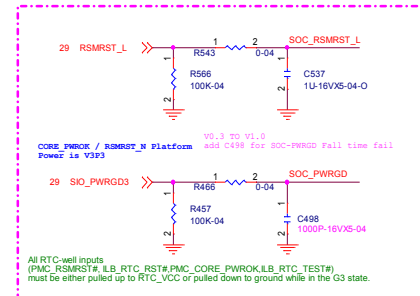 29 RSMRST_L 1 R543 2 0-04 SOC_RSMRST_L
1 R566 100K-04 2
1 C537 1U-16VX5-04-O 2
CORE_PWROK / RSMRST_N Platform
Power is V3P3
V0.3 TO V1.0
add C498 for SOC-PWRGD Fall time fail
29 SIO_PWRGD3 1 R466 2 0-04 SOC_PWRGD
1 R457 100K-04 2
1 C498 1000P-16VX5-04 2
All RTC-well inputs
(PMC_RSMRST#, ILB_RTC_RST#,PMC_CORE_PWROK,ILB_RTC_TEST#)
must be either pulled up to RTC_VCC or pulled down to ground while in the G3 state.